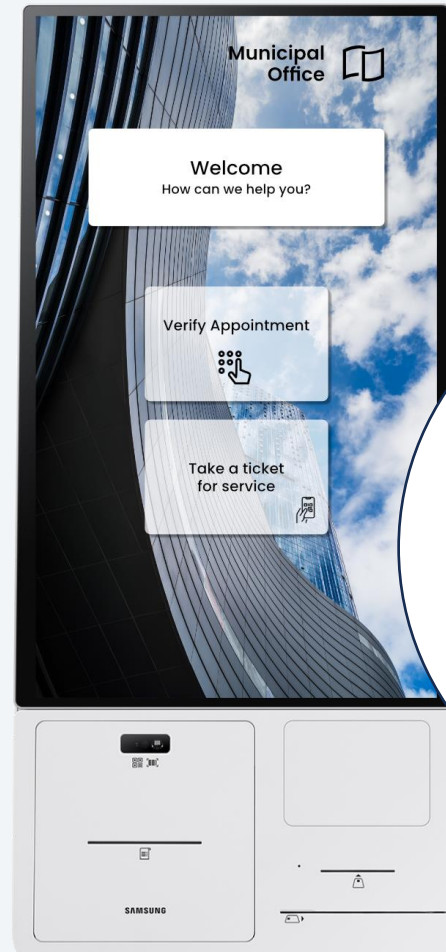 Municipal
Office
Welcome
How can we help you?
Verify Appointment
Take a ticket
for service
SAMSUNG